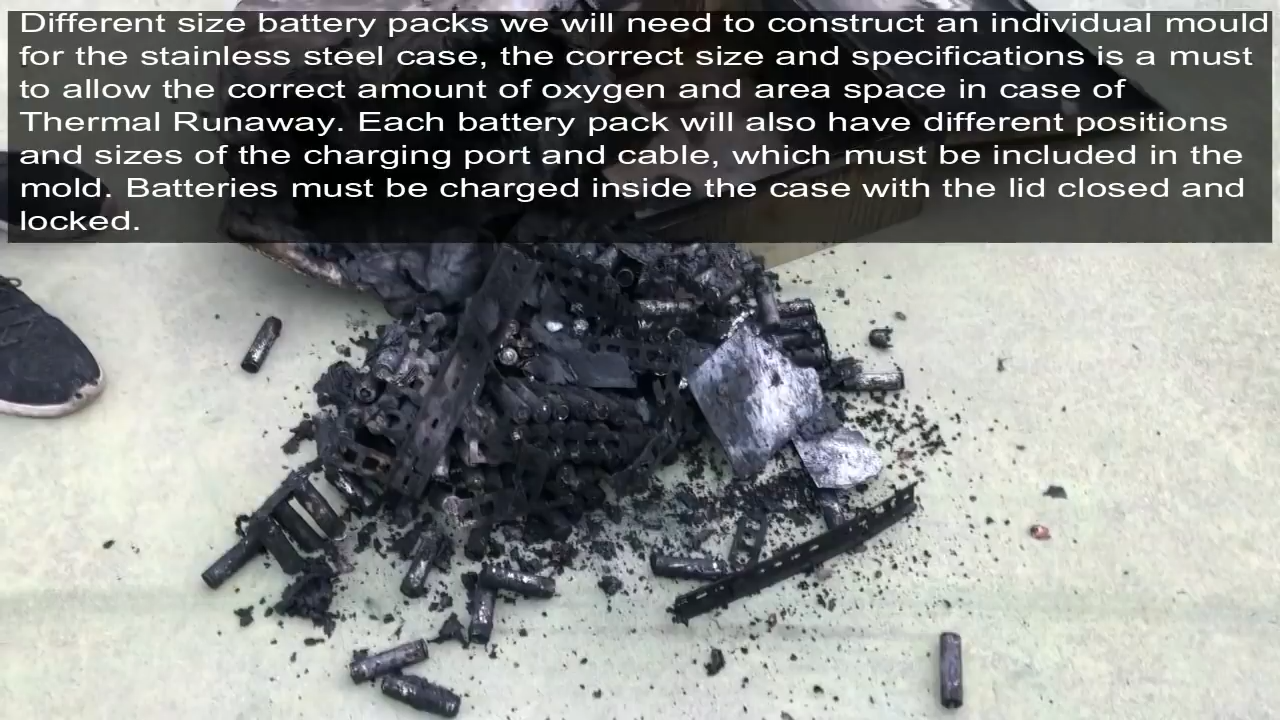 Different size battery packs we will need to construct an individual mould
for the stainless steel case, the correct size and specifications is a must
to allow the correct amount of oxygen and area space in case of
Thermal Runaway. Each battery pack will also have different positions
and sizes of the charging port and cable, which must be included in the
mold. Batteries must be charged inside the case with the lid closed and
locked.